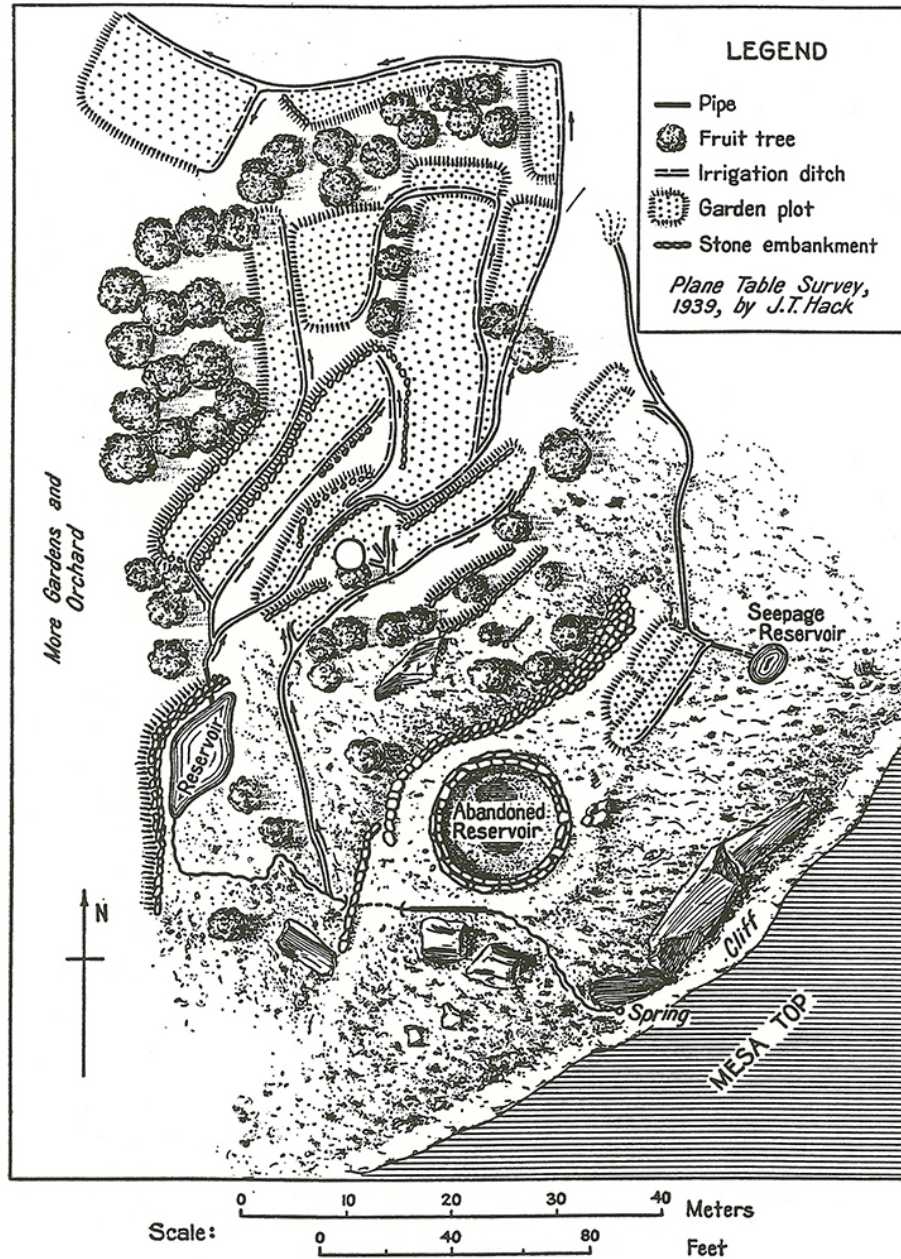 LEGEND
Pipe
Fruit tree
Irrigation ditch
Garden plot
Stone embankment
Plane Table Survey,
1939, by J.T. Hack
More Gardens and
Orchard
Seepage
Reservoir
Reservoir
Abandoned
Reservoir
N
Cliff
Spring
MESA TOP
0 10 20 30 40 Meters
Scale:
0 40 80 Feet